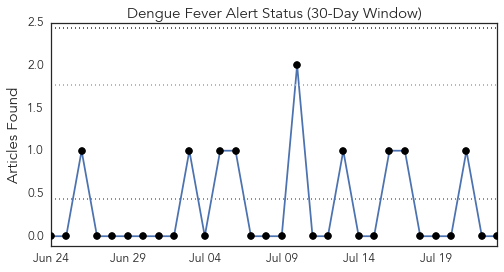 Dengue Fever Alert Status (30-Day Window)
2.5
2.0
1.5
1.0
0.5
0.0
Articles Found
Jun 24 Jun 29 Jul 04 Jul 09 Jul 14 Jul 19